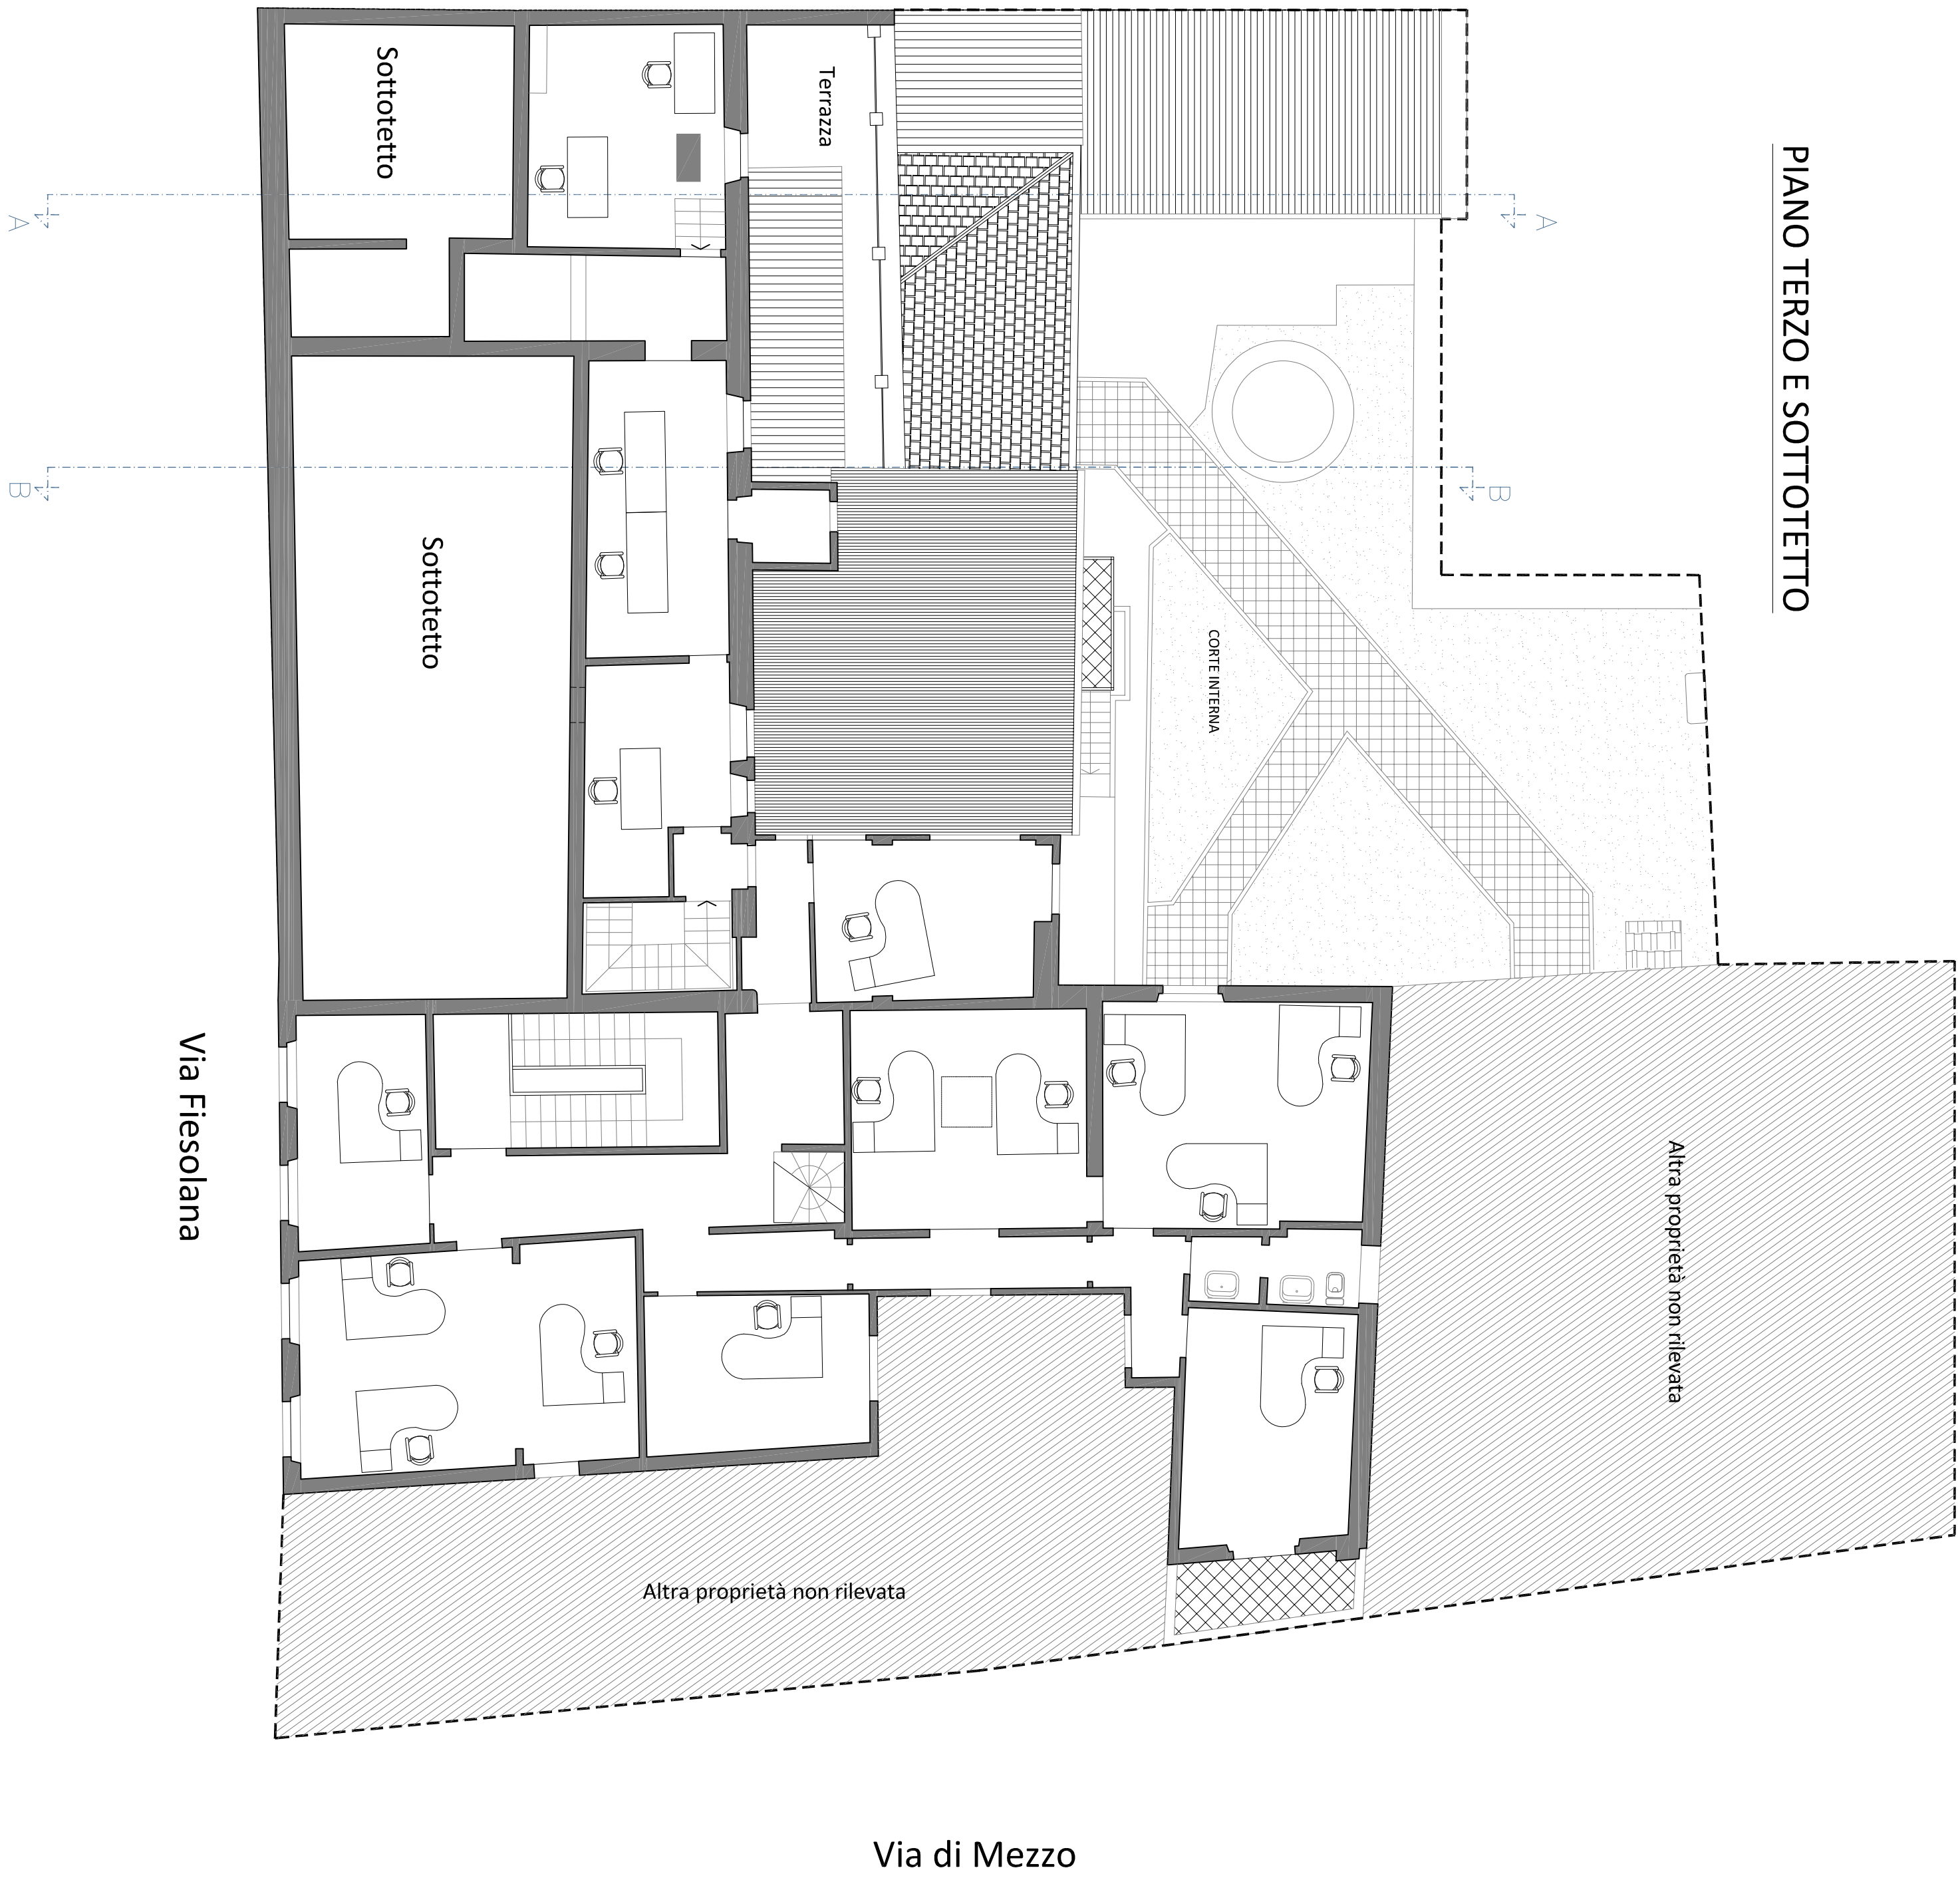 PIANO TERZO E SOTTOTETTO
Sottotetto
Terrazza
A
A
B
B
Sottotetto
CORTE INTERNA
Via Fiesolana
Altra proprietà non rilevata
Altra proprietà non rilevata
Via di Mezzo